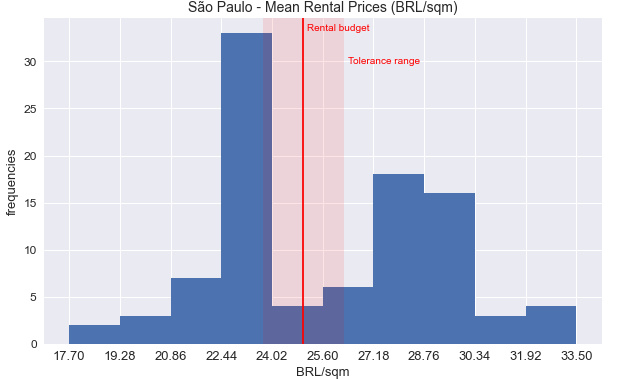 São Paulo - Mean Rental Prices (BRL/sqm)
Rental budget
Tolerance range
frequencies
30
25
20
15
10
5
0
17.70 19.28 20.86 22.44 24.02 25.60 27.18 28.76 30.34 31.92 33.50
BRL/sqm